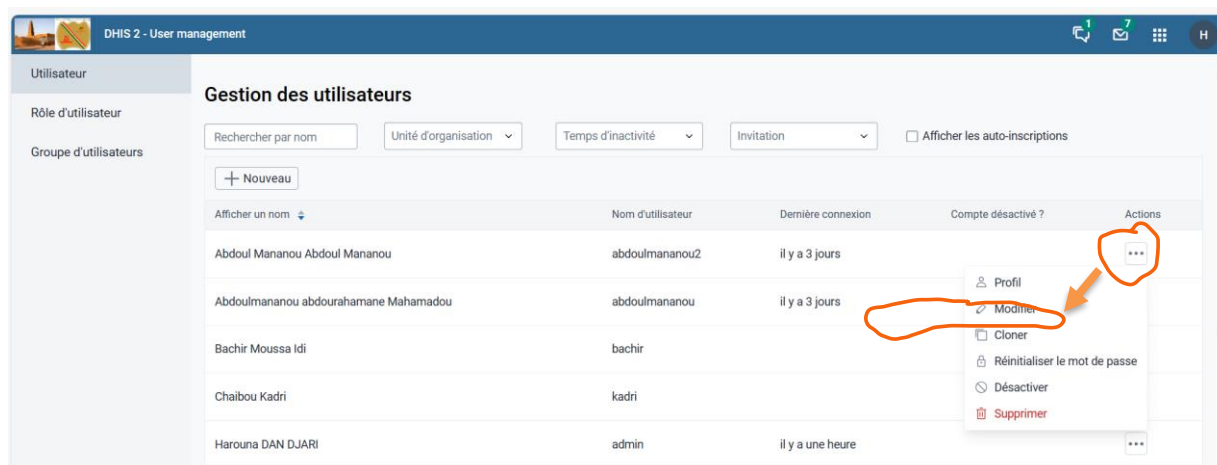 DHIS 2 - User management
1
7
H
Utilisateur
Rôle d'utilisateur
Groupe d'utilisateurs
Gestion des utilisateurs
Rechercher par nom
Unité d'organisation
Temps d'inactivité
Invitation
Afficher les auto-inscriptions
Nouveau
Afficher un nom Nom d'utilisateur Dernière connexion Compte désactivé ? Actions
Abdoul Mananou Abdoul Mananou abdoulmananou2 il y a 3 jours
Abdoulmananou abdourahamane Mahamadou abdoulmananou il y a 3 jours
Bachir Moussa Idi bachir
Chaibou Kadri kadri
Harouna DAN DJARI admin il y a une heure
Profil
Modifier
Cloner
Réinitialiser le mot de passe
Désactiver
Supprimer